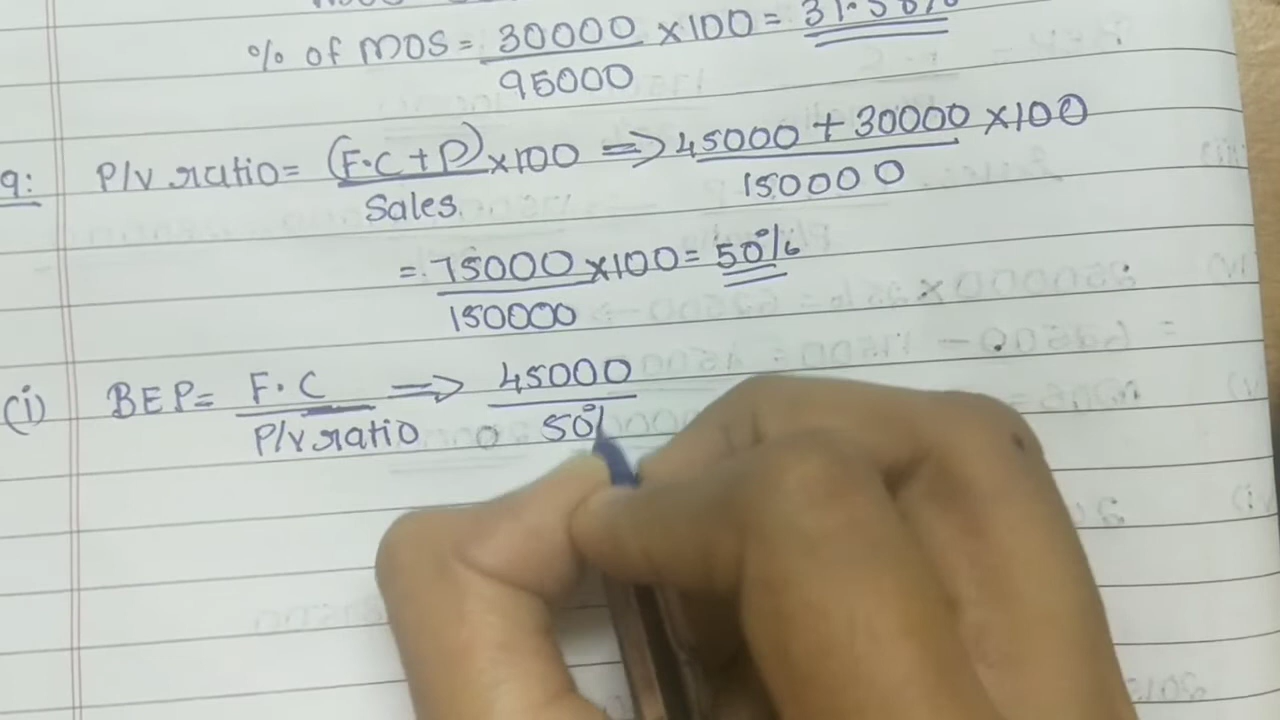 % of MOS = 30000/95000 ×100 = 31.58%
9: P/V ratio = (F.C + P)/Sales ×100 ⇒ 45000 + 30000/150000 ×100
= 75000/150000 ×100 = 50%
(i) BEP = F.C/P/V ratio ⇒ 45000/50%